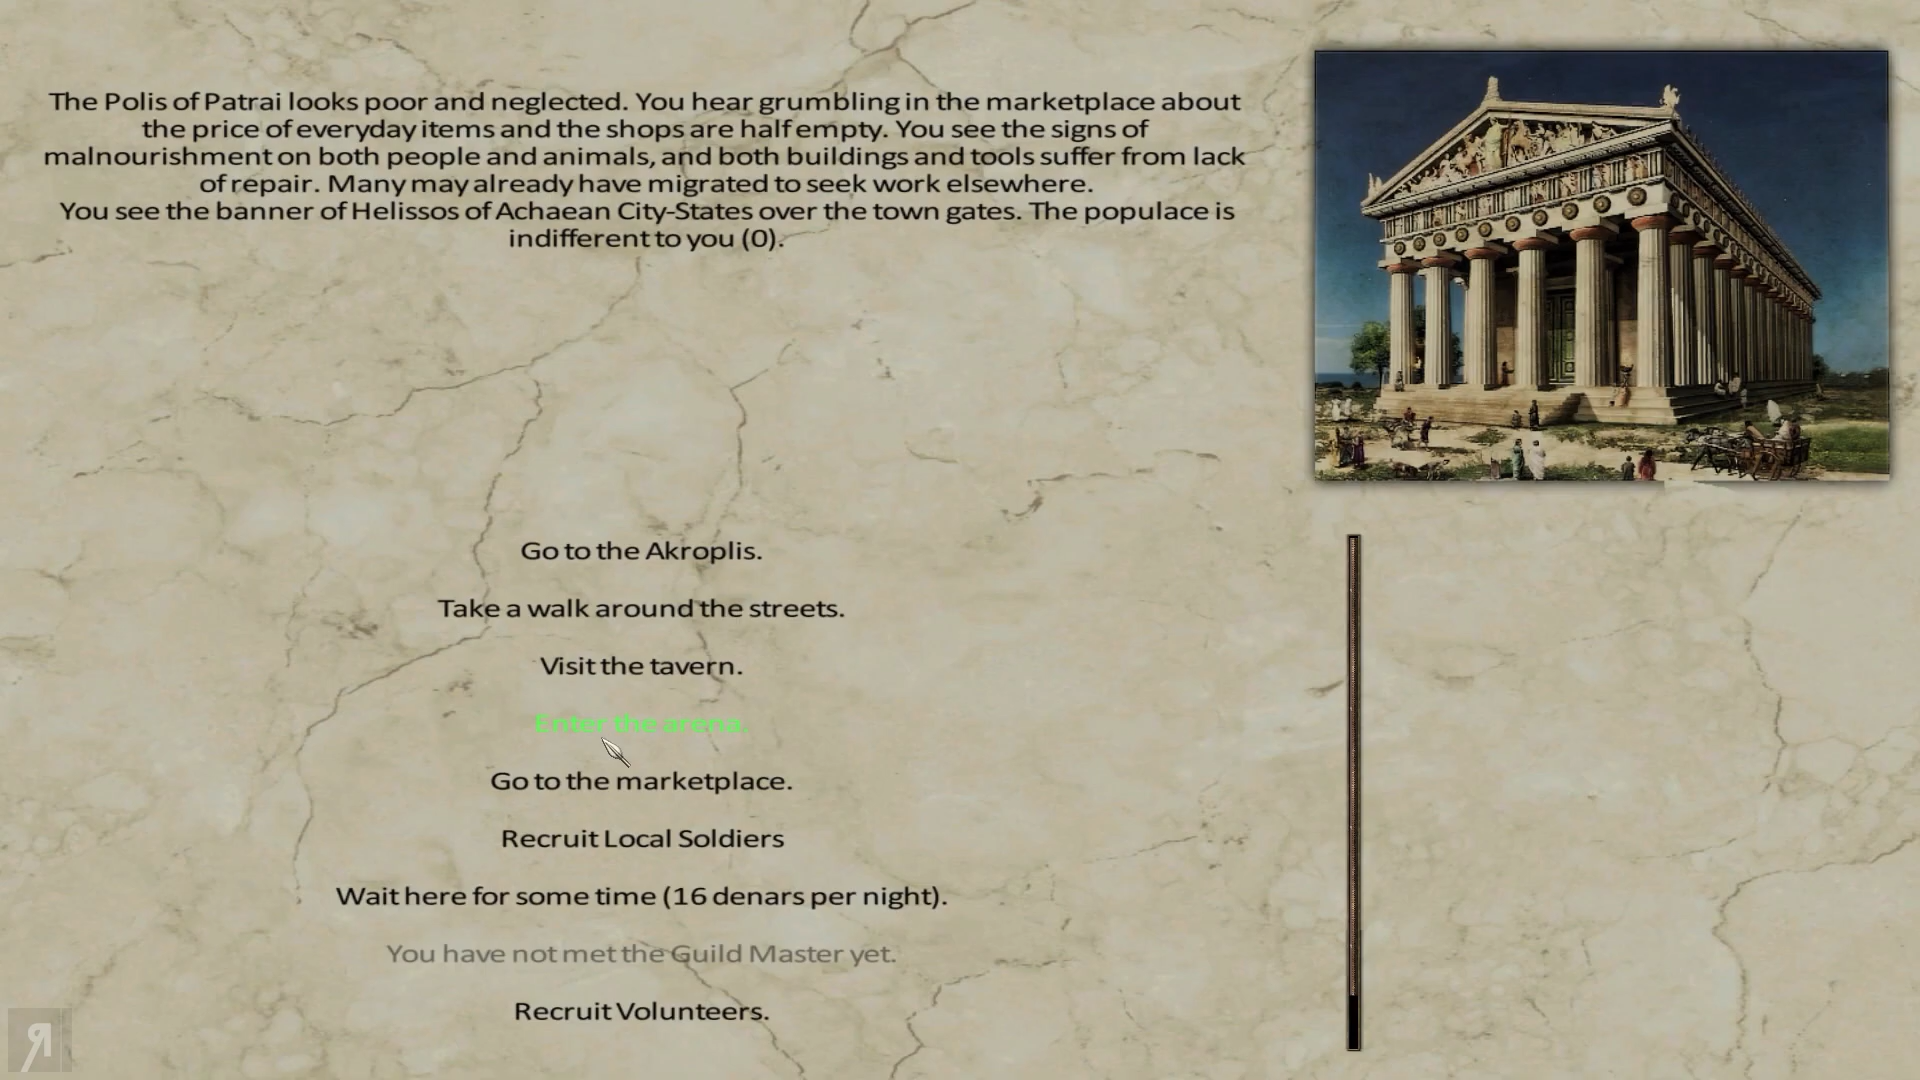 The Polis of Patrai looks poor and neglected. You hear grumbling in the marketplace about
the price of everyday items and the shops are half empty. You see the signs of
malnourishment on both people and animals, and both buildings and tools suffer from lack
of repair. Many may already have migrated to seek work elsewhere.
You see the banner of Helissos of Achaean City-States over the town gates. The populace is
indifferent to you (0).
Go to the Akroplis.
Take a walk around the streets.
Visit the tavern.
Enter the arena.
Go to the marketplace.
Recruit Local Soldiers
Wait here for some time (16 denars per night).
You have not met the Guild Master yet.
Recruit Volunteers.